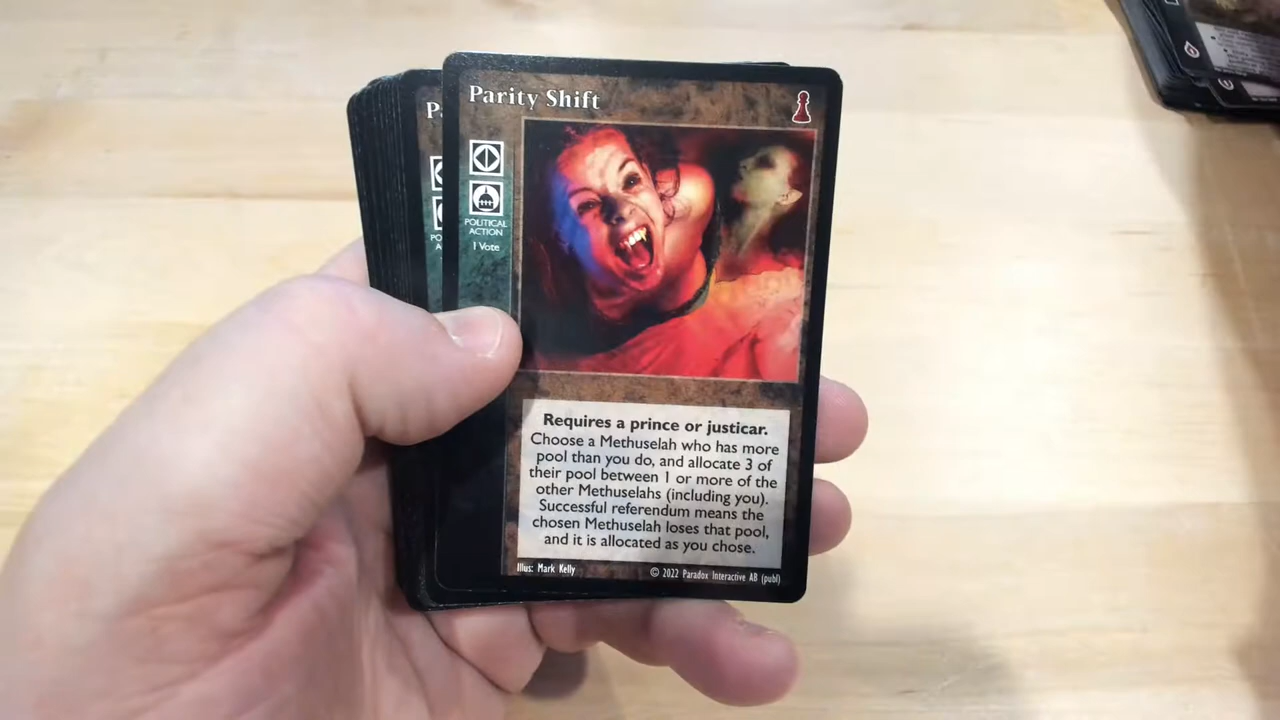 Parity Shift
P
POLITICAL
ACTION
1 Vote
Requires a prince or justicar.
Choose a Methuselah who has more
pool than you do, and allocate 3 of
their pool between 1 or more of the
other Methuselahs (including you).
Successful referendum means the
chosen Methuselah loses that pool,
and it is allocated as you chose.
Illus: Mark Kelly
© 2022 Paradox Interactive AB (publ)